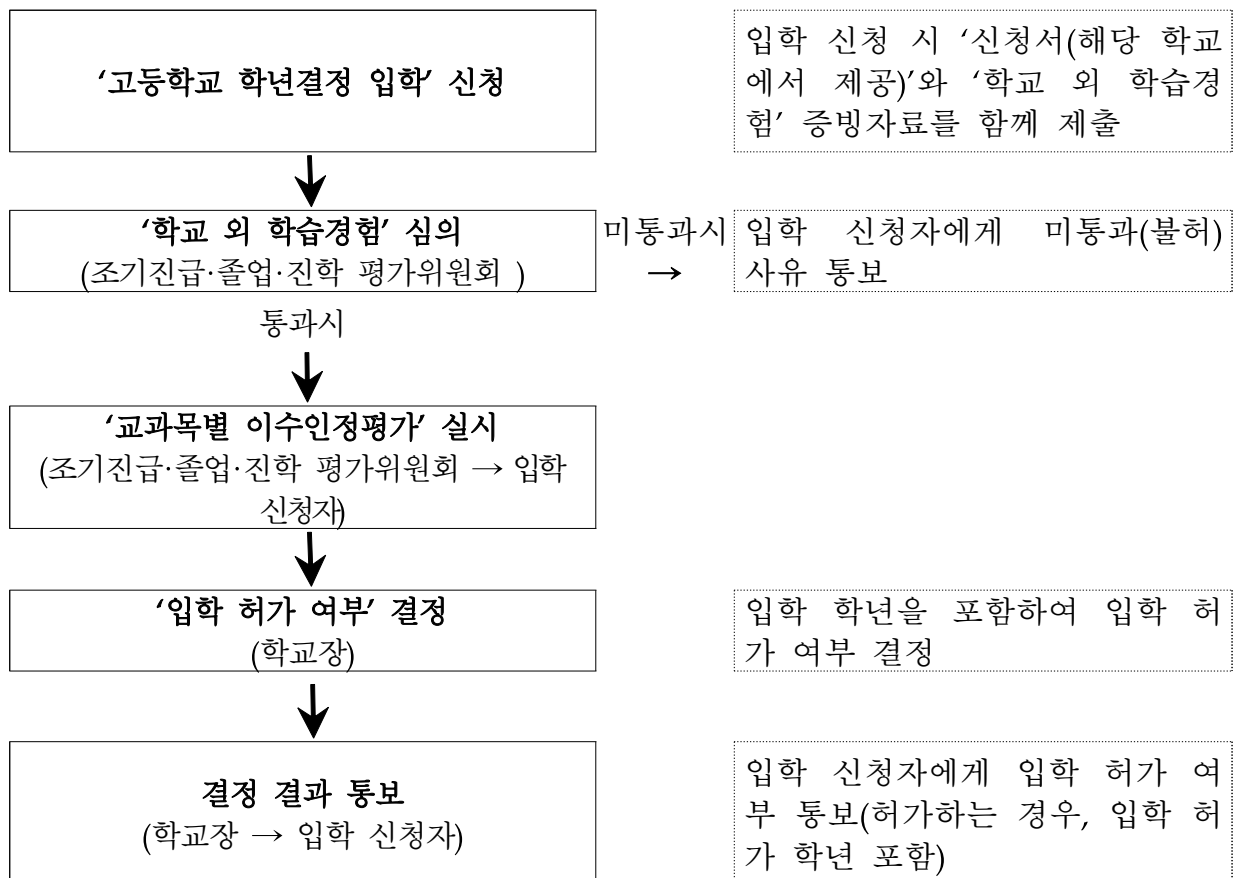 '고등학교 학년결정 입학' 신청
입학 신청 시 '신청서(해당 학교
에서 제공)'와 '학교 외 학습경
험' 증빙자료를 함께 제출
'학교 외 학습경험' 심의
(조기진급·졸업·진학 평가위원회 )
미통과시
→
입학 신청자에게 미통과(불허)
사유 통보
통과시
'교과목별 이수인정평가' 실시
(조기진급·졸업·진학 평가위원회 → 입학
신청자)
'입학 허가 여부' 결정
(학교장)
입학 학년을 포함하여 입학 허
가 여부 결정
결정 결과 통보
(학교장 → 입학 신청자)
입학 신청자에게 입학 허가 여
부 통보(허가하는 경우, 입학 허
가 학년 포함)